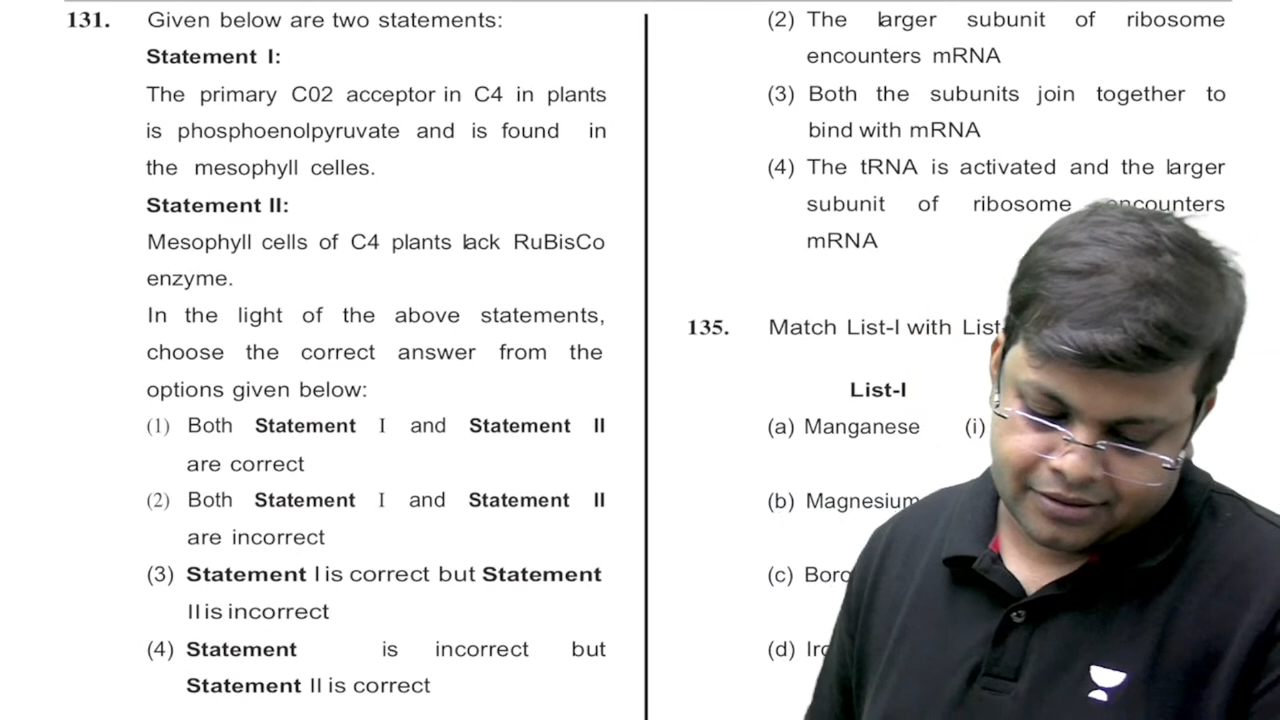 131. Given below are two statements:
Statement I:
The primary C02 acceptor in C4 in plants
is phosphoenolpyruvate and is found in
the mesophyll celles.
Statement II:
Mesophyll cells of C4 plants lack RuBisCo
enzyme.
In the light of the above statements,
choose the correct answer from the
options given below:
(1) Both Statement I and Statement II
are correct
(2) Both Statement I and Statement II
are incorrect
(3) Statement I is correct but Statement
II is incorrect
(4) Statement is incorrect but
Statement II is correct
(2) The larger subunit of ribosome
encounters mRNA
(3) Both the subunits join together to
bind with mRNA
(4) The tRNA is activated and the larger
subunit of ribosome encounters
mRNA
135. Match List-I with List
List-I
(a) Manganese (i)
(b) Magnesium
(c)
(d)